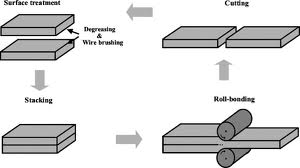 Surface treatment
Cutting
Degreasing
&
Wire brushing
Stacking
Roll-bonding